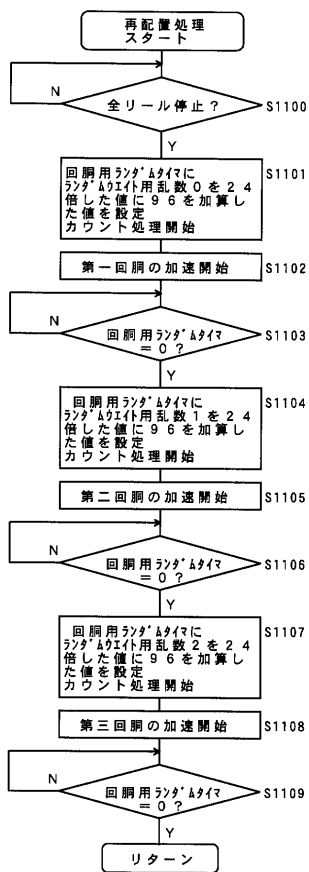 再配置処理
スタート
N
全リール停止？
S1100
Y
回胴用ランダムタイマに
ランダムウエイト用乱数０を２４
倍した値に９６を加算し
た値を設定
カウント処理開始
S1101
第一回胴の加速開始
S1102
N
回胴用ランダムタイマ
＝０？
S1103
Y
回胴用ランダムタイマに
ランダムウエイト用乱数１を２４
倍した値に９６を加算し
た値を設定
カウント処理開始
S1104
第二回胴の加速開始
S1105
N
回胴用ランダムタイマ
＝０？
S1106
Y
回胴用ランダムタイマに
ランダムウエイト用乱数２を２４
倍した値に９６を加算し
た値を設定
カウント処理開始
S1107
第三回胴の加速開始
S1108
N
回胴用ランダムタイマ
＝０？
S1109
Y
リターン